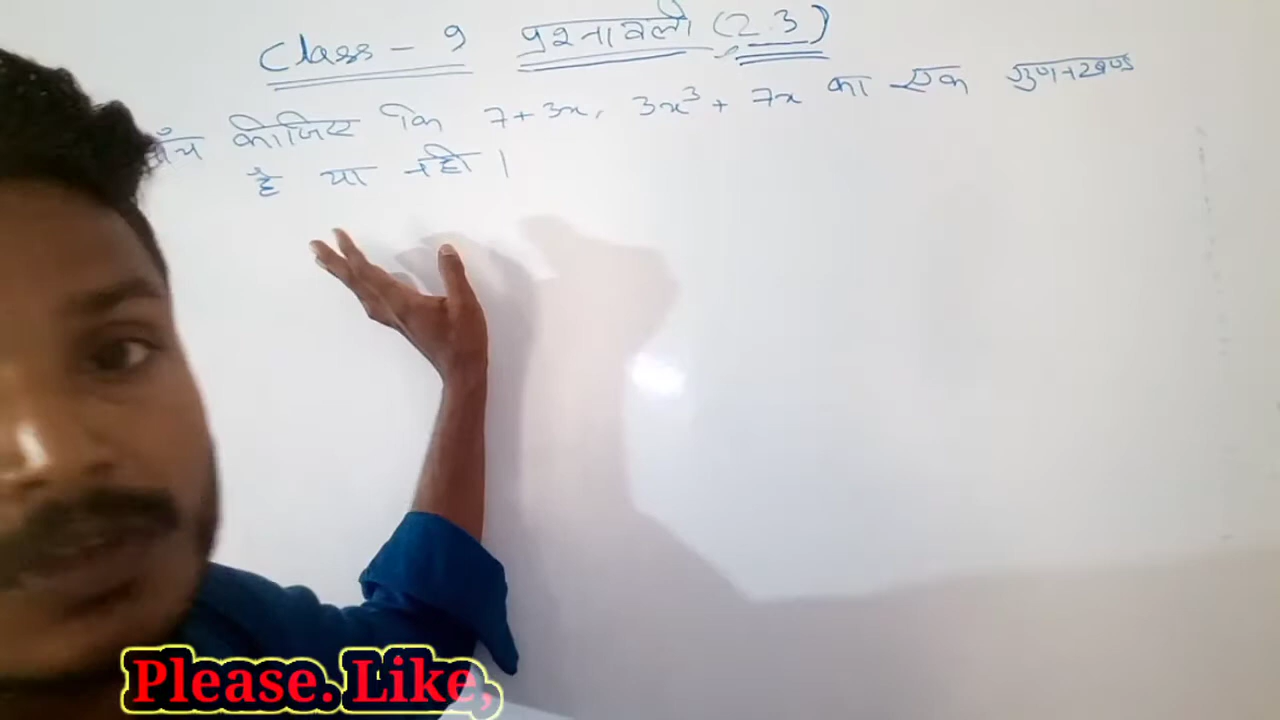 Class - 9 प्रश्नावली (2.3)
कीजिए कि 7+3x, 3x³ + 7x का एक गुणनखण्ड
है या नहीं।
Please. Like,